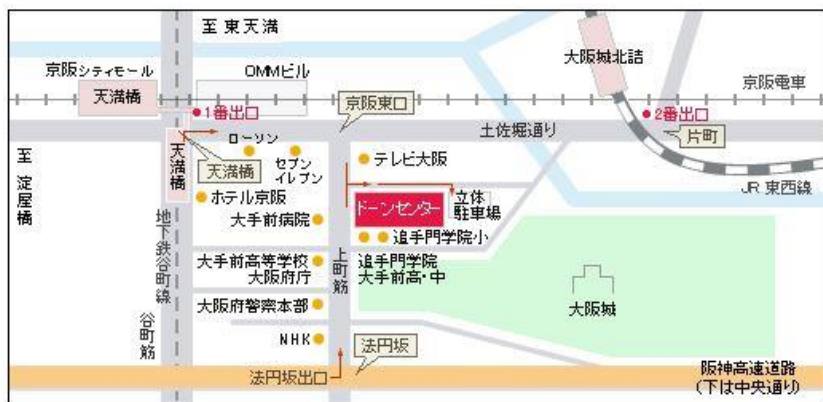 至 東天満
大阪城北詰
京阪シティモール
OMMビル
京阪電車
天満橋
1番出口
京阪東口
2番出口
土佐堀通り
片町
ローソン
至 淀屋橋
天満橋
天満橋
セブン
イレブン
テレビ大阪
JR 東西線
ホテル京阪
ドーンセンター
立体
駐車場
大手前病院
追手門学院小
地下鉄谷町線
上町筋
大手前高等学校
大阪府庁
追手門学院
大手前高・中
大阪城
大阪府警察本部
谷町筋
NHK
法円坂
法円坂出口
阪神高速道路
(下は中央通り)